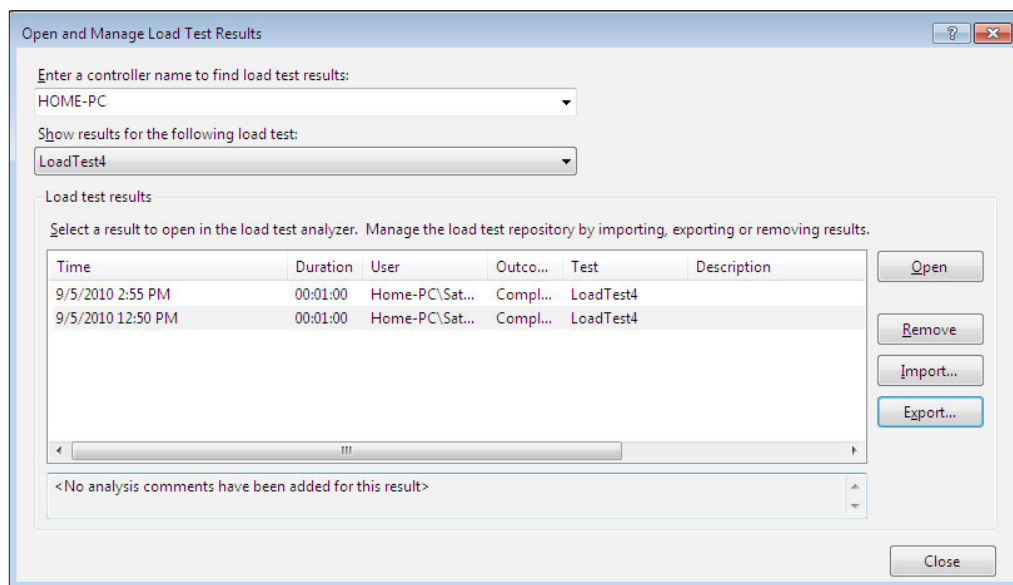 Open and Manage Load Test Results
Enter a controller name to find load test results:
HOME-PC
Show results for the following load test:
LoadTest4
Load test results
Select a result to open in the load test analyzer. Manage the load test repository by importing, exporting or removing results.
Time Duration User Outco... Test Description
9/5/2010 2:55 PM 00:01:00 Home-PC\Sat... Compl... LoadTest4
9/5/2010 12:50 PM 00:01:00 Home-PC\Sat... Compl... LoadTest4
Open
Remove
Import...
Export...
<No analysis comments have been added for this result>
Close